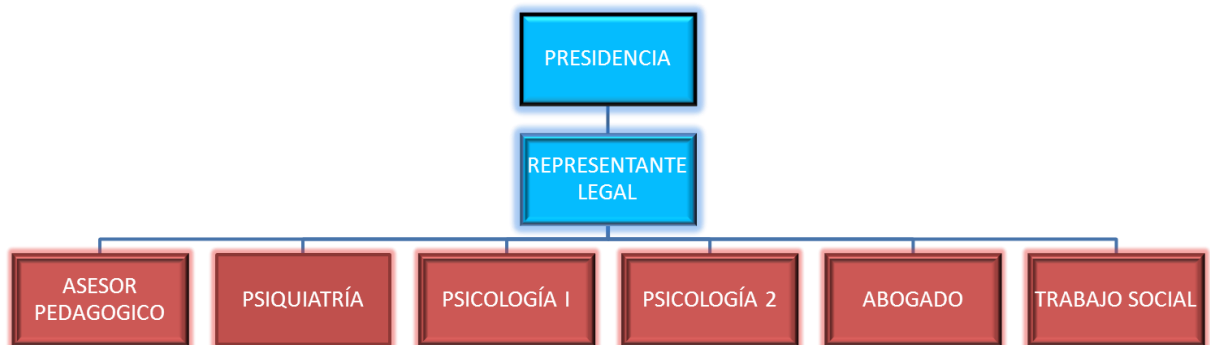 PRESIDENCIA
REPRESENTANTE
LEGAL
ASESOR
PEDAGOGICO
PSIQUIATRÍA
PSICOLOGÍA I
PSICOLOGÍA 2
ABOGADO
TRABAJO SOCIAL